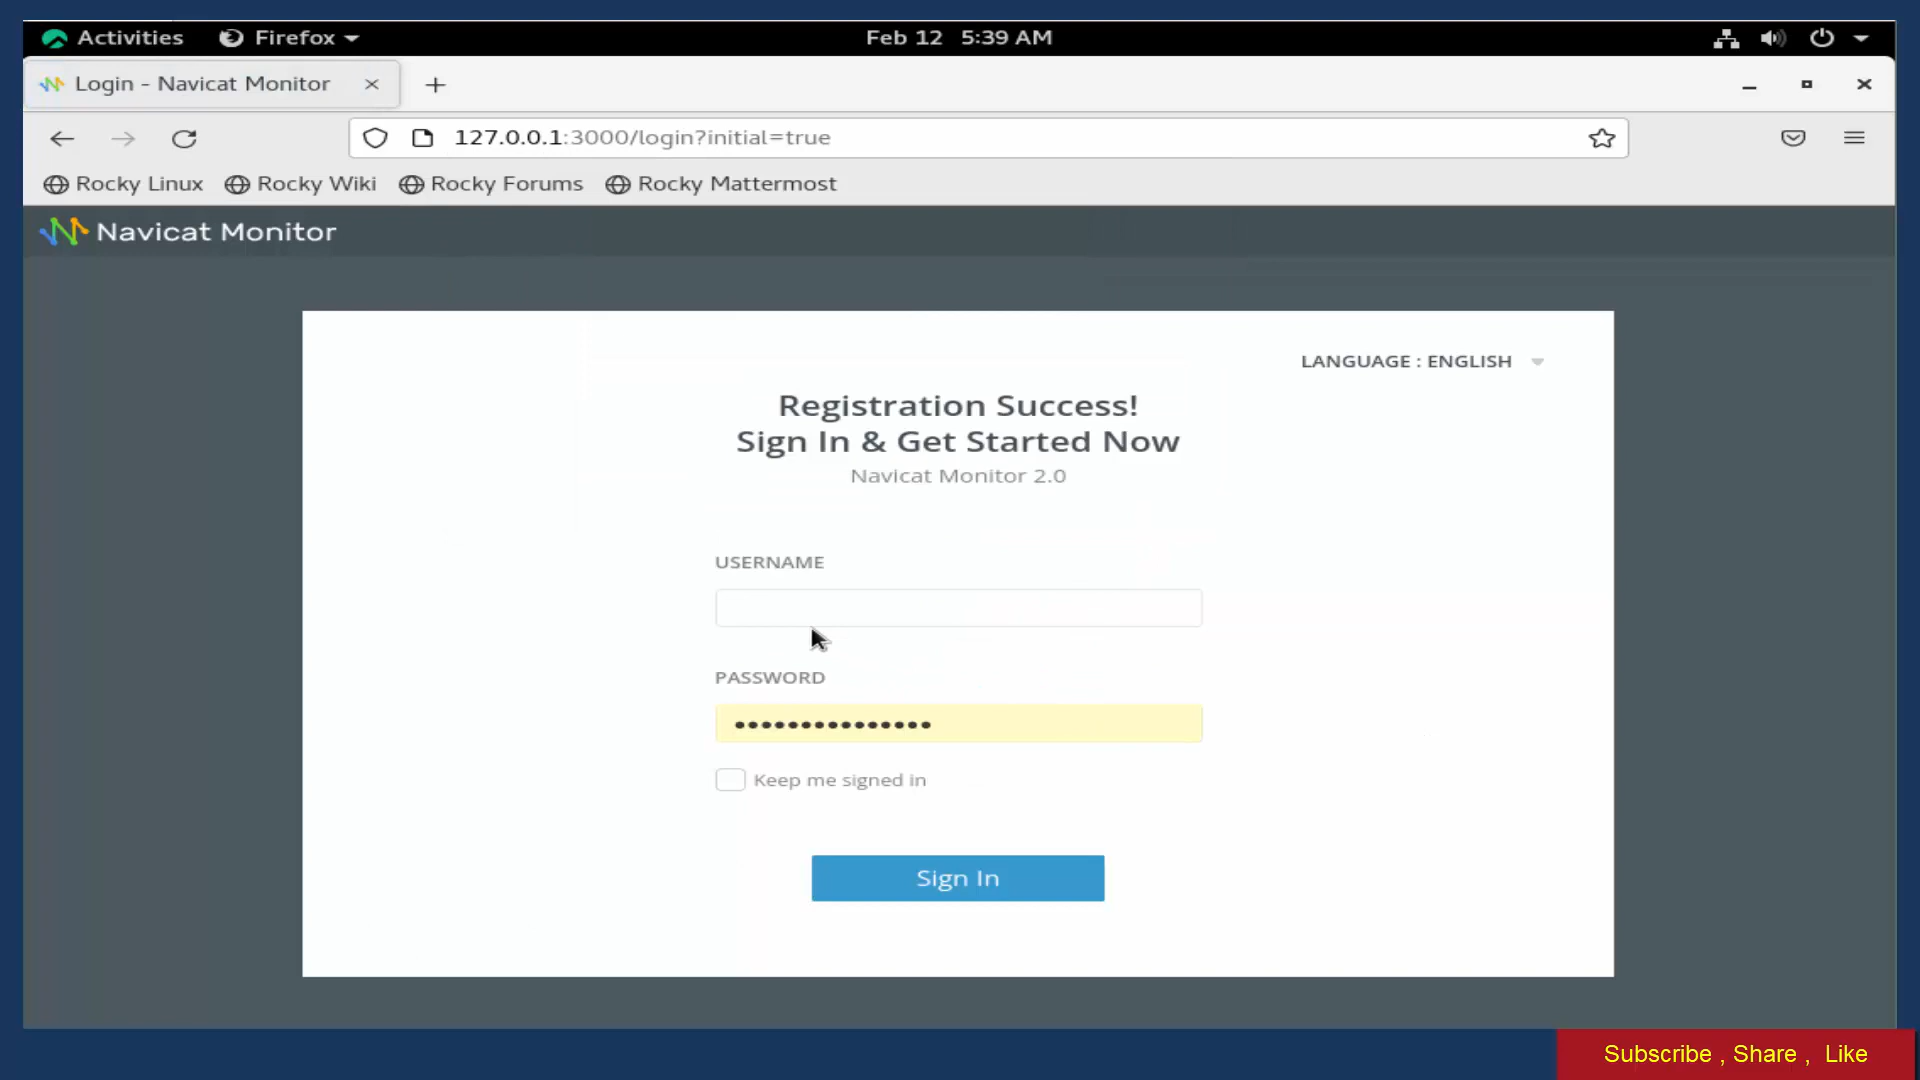 Activities Firefox Feb 12 5:39 AM
Login - Navicat Monitor
127.0.0.1:3000/login?initial=true
Rocky Linux Rocky Wiki Rocky Forums Rocky Mattermost
Navicat Monitor
LANGUAGE : ENGLISH
Registration Success!
Sign In & Get Started Now
Navicat Monitor 2.0
USERNAME
PASSWORD
•••••••••••••••
Keep me signed in
Sign In
Subscribe , Share , Like